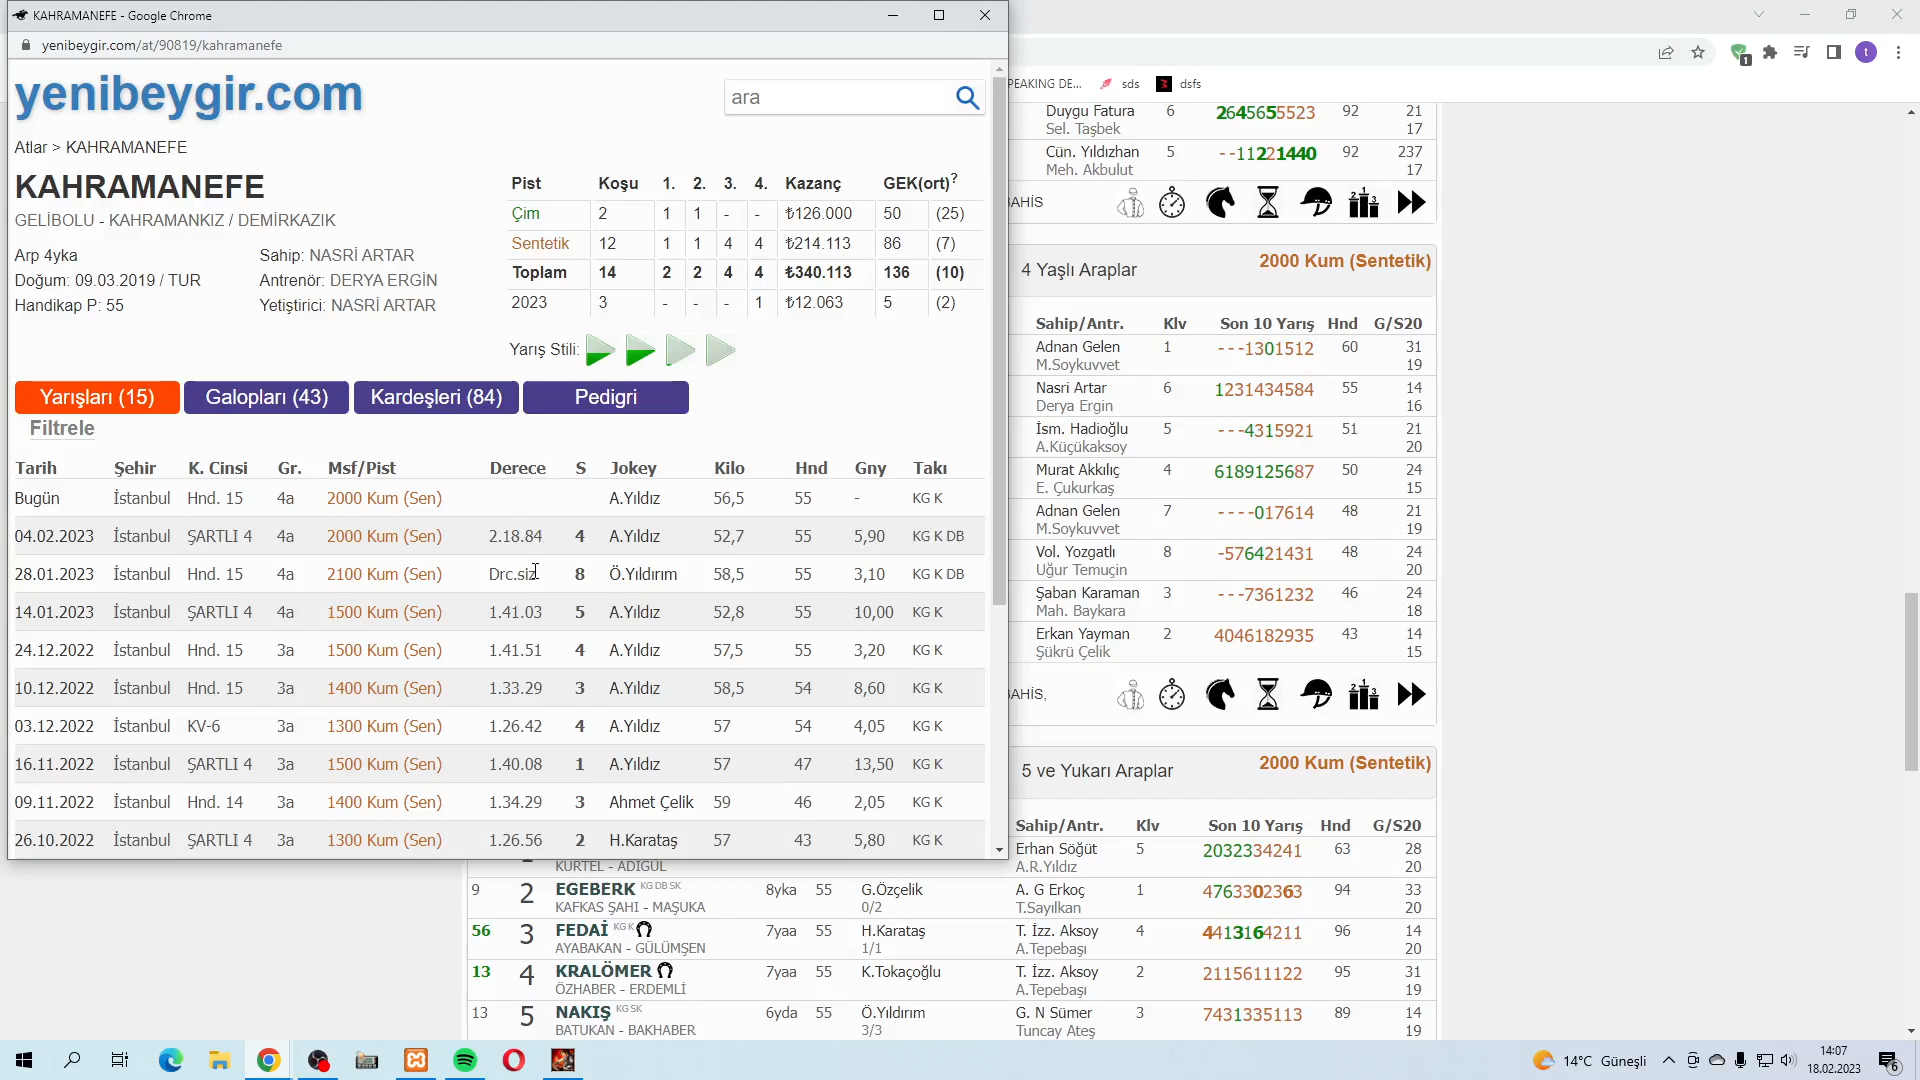 KAHRAMANEFE - Google Chrome
yenibeygir.com/at/90819/kahramanefe
yenibeygir.com
ara
Atlar > KAHRAMANEFE
KAHRAMANEFE
GELİBOLU - KAHRAMANKIZ / DEMİRKAZIK
Arp 4yka Sahip: NASRİ ARTAR
Doğum: 09.03.2019 / TUR Antrenör: DERYA ERGİN
Handikap P: 55 Yetiştirici: NASRİ ARTAR
Pist Koşu 1. 2. 3. 4. Kazanç GEK(ort)?
Çim 2 1 1 - - ₺126.000 50 (25)
Sentetik 12 1 1 4 4 ₺214.113 86 (7)
Toplam 14 2 2 4 4 ₺340.113 136 (10)
2023 3 - - - 1 ₺12.063 5 (2)
Yarış Stili:
Yarışları (15) Galopları (43) Kardeşleri (84) Pedigri
Filtrele
Tarih Şehir K. Cinsi Gr. Msf/Pist Derece S Jokey Kilo Hnd Gny Takı
Bugün İstanbul Hnd. 15 4a 2000 Kum (Sen) A.Yıldız 56,5 55 - KG K
04.02.2023 İstanbul ŞARTLI 4 4a 2000 Kum (Sen) 2.18.84 4 A.Yıldız 52,7 55 5,90 KG K DB
28.01.2023 İstanbul Hnd. 15 4a 2100 Kum (Sen) Drc.siz 8 Ö.Yıldırım 58,5 55 3,10 KG K DB
14.01.2023 İstanbul ŞARTLI 4 4a 1500 Kum (Sen) 1.41.03 5 A.Yıldız 52,8 55 10,00 KG K
24.12.2022 İstanbul Hnd. 15 3a 1500 Kum (Sen) 1.41.51 4 A.Yıldız 57,5 55 3,20 KG K
10.12.2022 İstanbul Hnd. 15 3a 1400 Kum (Sen) 1.33.29 3 A.Yıldız 58,5 54 8,60 KG K
03.12.2022 İstanbul KV-6 3a 1300 Kum (Sen) 1.26.42 4 A.Yıldız 57 54 4,05 KG K
16.11.2022 İstanbul ŞARTLI 4 3a 1500 Kum (Sen) 1.40.08 1 A.Yıldız 57 47 13,50 KG K
09.11.2022 İstanbul Hnd. 14 3a 1400 Kum (Sen) 1.34.29 3 Ahmet Çelik 59 46 2,05 KG K
26.10.2022 İstanbul ŞARTLI 4 3a 1300 Kum (Sen) 1.26.56 2 H.Karataş 57 43 5,80 KG K
1 t
PEAKING DE... sds dsfs
Duygu Fatura 6 2645655523 92 21
Sel. Taşbek 17
Cün. Yıldızhan 5 --11221440 92 237
Meh. Akbulut 17
BAHİS
4 Yaşlı Araplar 2000 Kum (Sentetik)
Sahip/Antr. Klv Son 10 Yarış Hnd G/S20
Adnan Gelen 1 ---1301512 60 31
M.Soykuvvet 19
Nasri Artar 6 1231434584 55 14
Derya Ergin 16
İsm. Hadioğlu 5 ---4315921 51 21
A.Küçükaksoy 20
Murat Akkılıç 4 6189125687 50 24
E. Çukurkaş 15
Adnan Gelen 7 ----017614 48 21
M.Soykuvvet 19
Vol. Yozgatlı 8 -576421431 48 24
Uğur Temuçin 20
Şaban Karaman 3 ---7361232 46 24
Mah. Baykara 18
Erkan Yayman 2 4046182935 43 14
Şükrü Çelik 15
BAHİS,
5 ve Yukarı Araplar 2000 Kum (Sentetik)
Sahip/Antr. Klv Son 10 Yarış Hnd G/S20
Erhan Söğüt 5 2032334241 63 28
KURTEL - ADIGÜL A.R.Yıldız 20
9 2 EGEBERK KG DB SK 8yka 55 G.Özçelik A. G Erkoç 1 4763302363 94 33
KAFKAS ŞAHI - MAŞUKA 0/2 T.Sayılkan 20
56 3 FEDAİ KG K 7yaa 55 H.Karataş T. İzz. Aksoy 4 4413164211 96 14
AYABAKAN - GÜLÜMŞEN 1/1 A.Tepebaşı 20
13 4 KRALÖMER 7yaa 55 K.Tokaçoğlu T. İzz. Aksoy 2 2115611122 95 31
ÖZHABER - ERDEMLİ A.Tepebaşı 19
13 5 NAKIŞ KG SK 6yda 55 Ö.Yıldırım G. N Sümer 3 7431335113 89 14
BATUKAN - BAKHABER 3/3 Tuncay Ateş 19
14°C Güneşli 14:07
18.02.2023 6